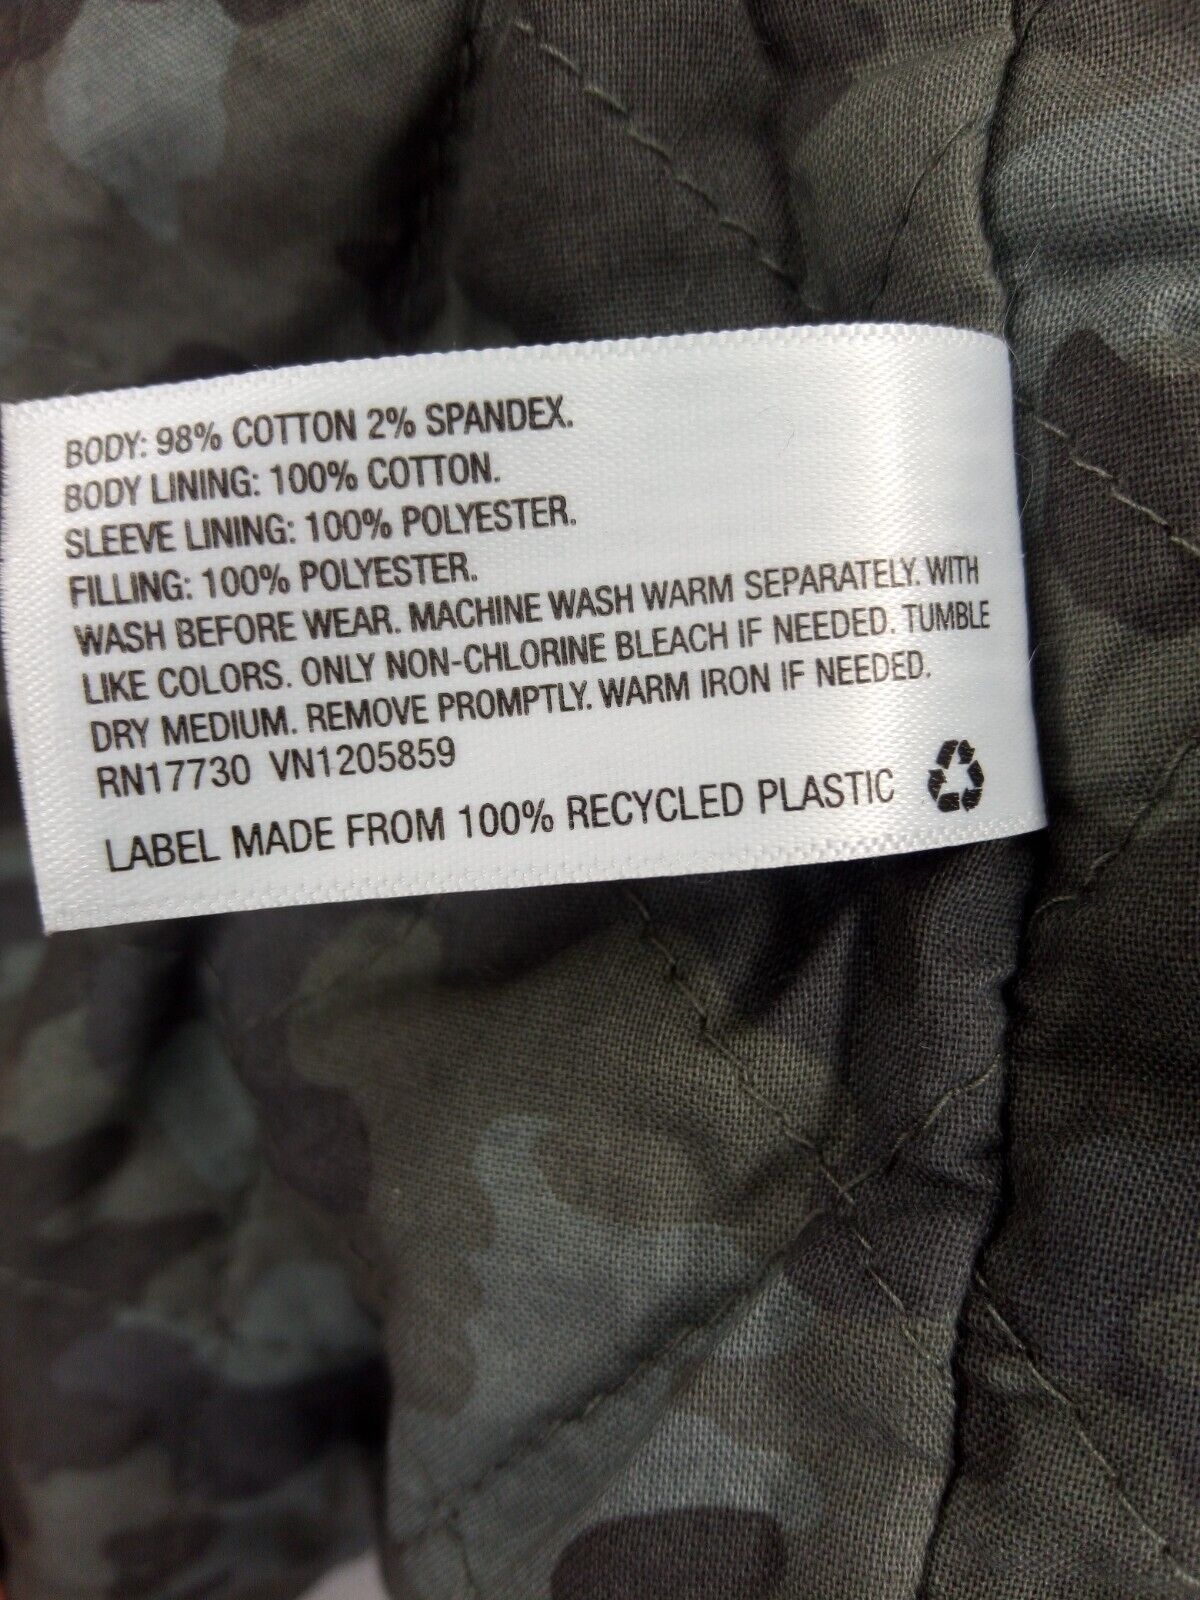 BODY: 98% COTTON 2% SPANDEX.
BODY LINING: 100% COTTON.
SLEEVE LINING: 100% POLYESTER.
FILLING: 100% POLYESTER.
WASH BEFORE WEAR. MACHINE WASH WARM SEPARATELY. WITH
LIKE COLORS. ONLY NON-CHLORINE BLEACH IF NEEDED. TUMBLE
DRY MEDIUM. REMOVE PROMPTLY. WARM IRON IF NEEDED.
RN17730 VN1205859
LABEL MADE FROM 100% RECYCLED PLASTIC